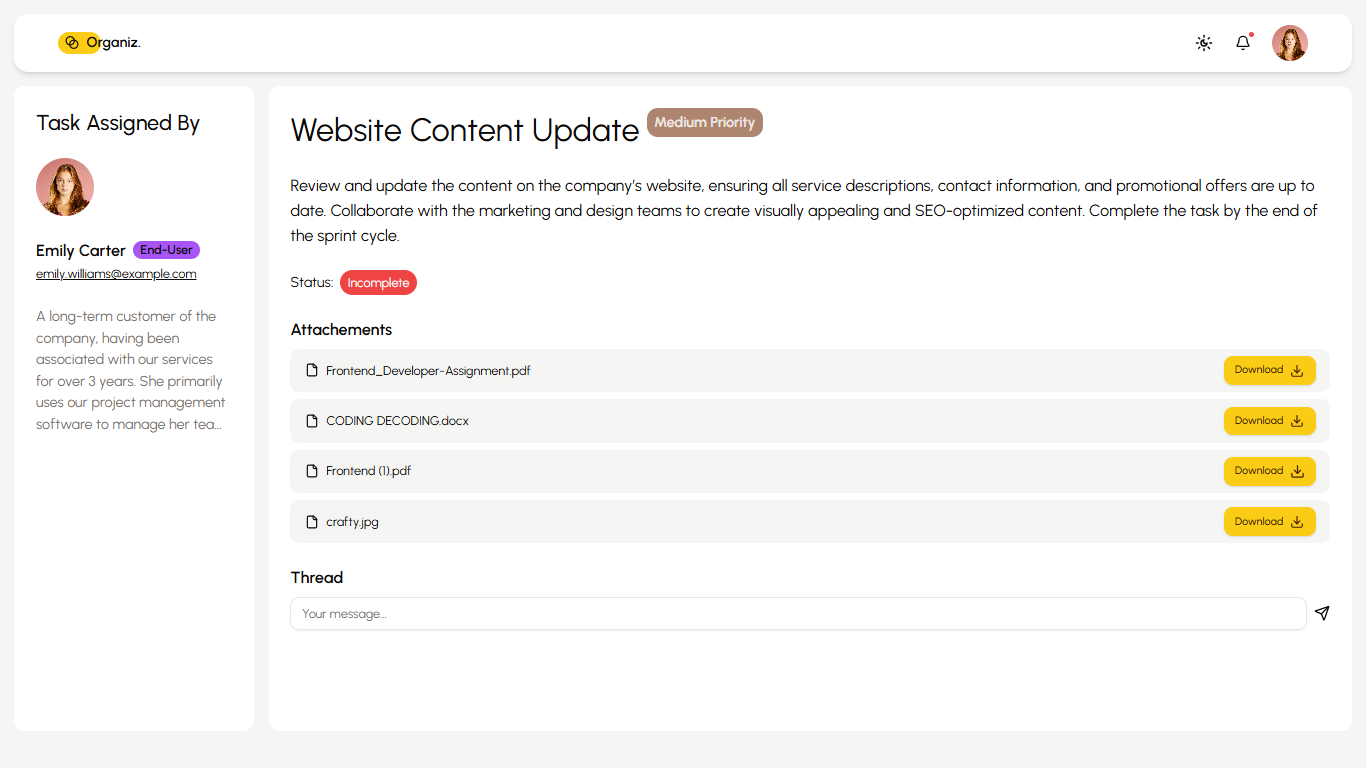 Organiz.
Task Assigned By
Emily Carter End-User
emily.williams@example.com
A long-term customer of the
company, having been
associated with our services
for over 3 years. She primarily
uses our project management
software to manage her tea...
Website Content Update Medium Priority
Review and update the content on the company's website, ensuring all service descriptions, contact information, and promotional offers are up to
date. Collaborate with the marketing and design teams to create visually appealing and SEO-optimized content. Complete the task by the end of
the sprint cycle.
Status: Incomplete
Attachements
Frontend_Developer-Assignment.pdf Download
CODING DECODING.docx Download
Frontend (1).pdf Download
crafty.jpg Download
Thread
Your message...